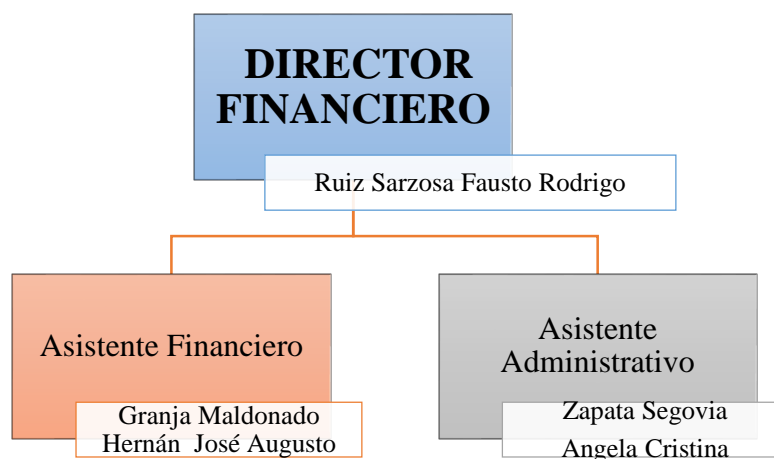 DIRECTOR
FINANCIERO
Ruiz Sarzosa Fausto Rodrigo
Asistente Financiero
Granja Maldonado
Hernán José Augusto
Asistente
Administrativo
Zapata Segovia
Angela Cristina